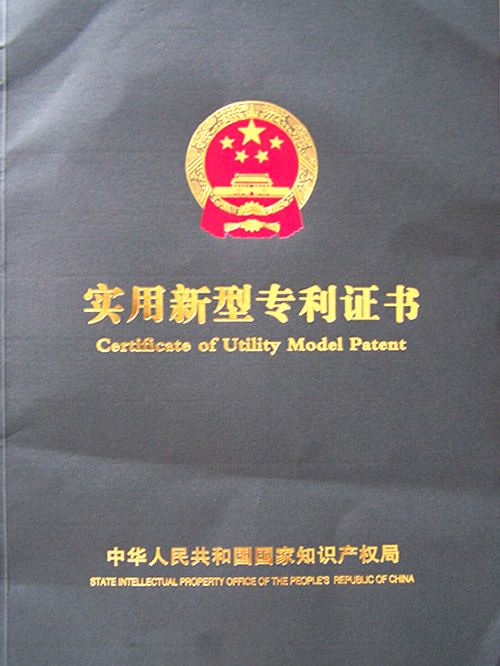 实用新型专利证书
Certificate of Utility Model Patent
中华人民共和国国家知识产权局
STATE INTELLECTUAL PROPERTY OFFICE OF THE PEOPLE'S REPUBLIC OF CHINA